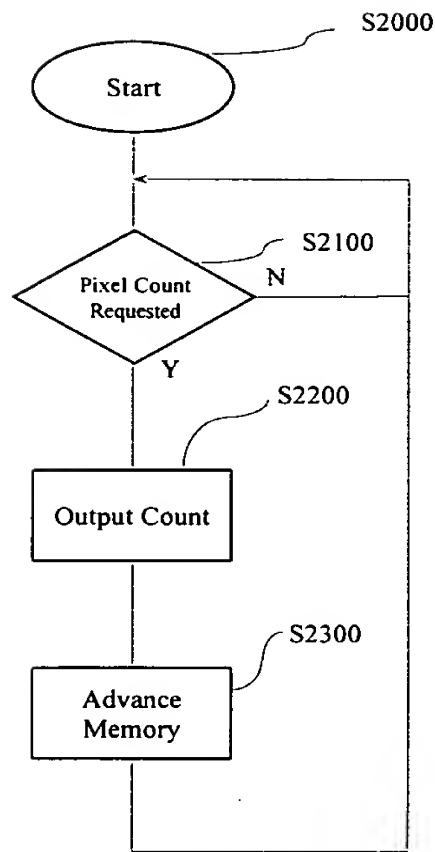 S2000
Start
S2100
Pixel Count
Requested
N
Y
S2200
Output Count
S2300
Advance
Memory